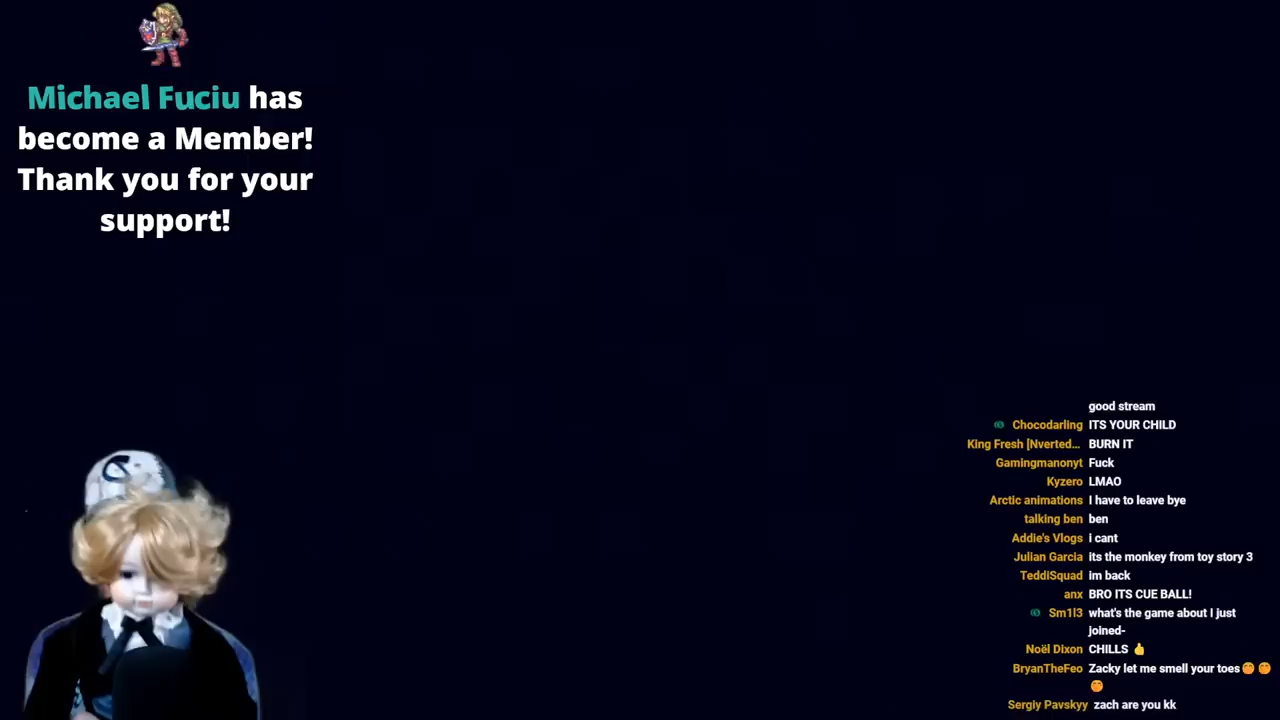 Michael Fuciu has
become a Member!
Thank you for your
support!
good stream
Chocodarling ITS YOUR CHILD
King Fresh [Nverted... BURN IT
Gamingmanonyt Fuck
Kyzero LMAO
Arctic animations I have to leave bye
talking ben ben
Addie's Vlogs i cant
Julian Garcia its the monkey from toy story 3
TeddiSquad im back
anx BRO ITS CUE BALL!
Sm1l3 what's the game about I just
joined-
Noël Dixon CHILLS 👍
BryanTheFeo Zacky let me smell your toes🤭🤭
🤭
Sergiy Pavskyy zach are you kk